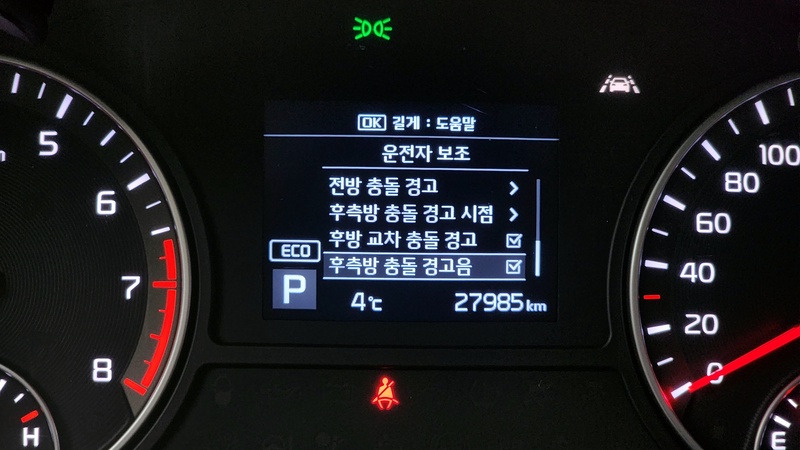 OK 길게 : 도움말
운전자 보조
전방 충돌 경고
후측방 충돌 경고 시점
후방 교차 충돌 경고
후측방 충돌 경고음
ECO
P
4℃
27985 km
5
6
7
8
H
100
80
60
40
20
0
E